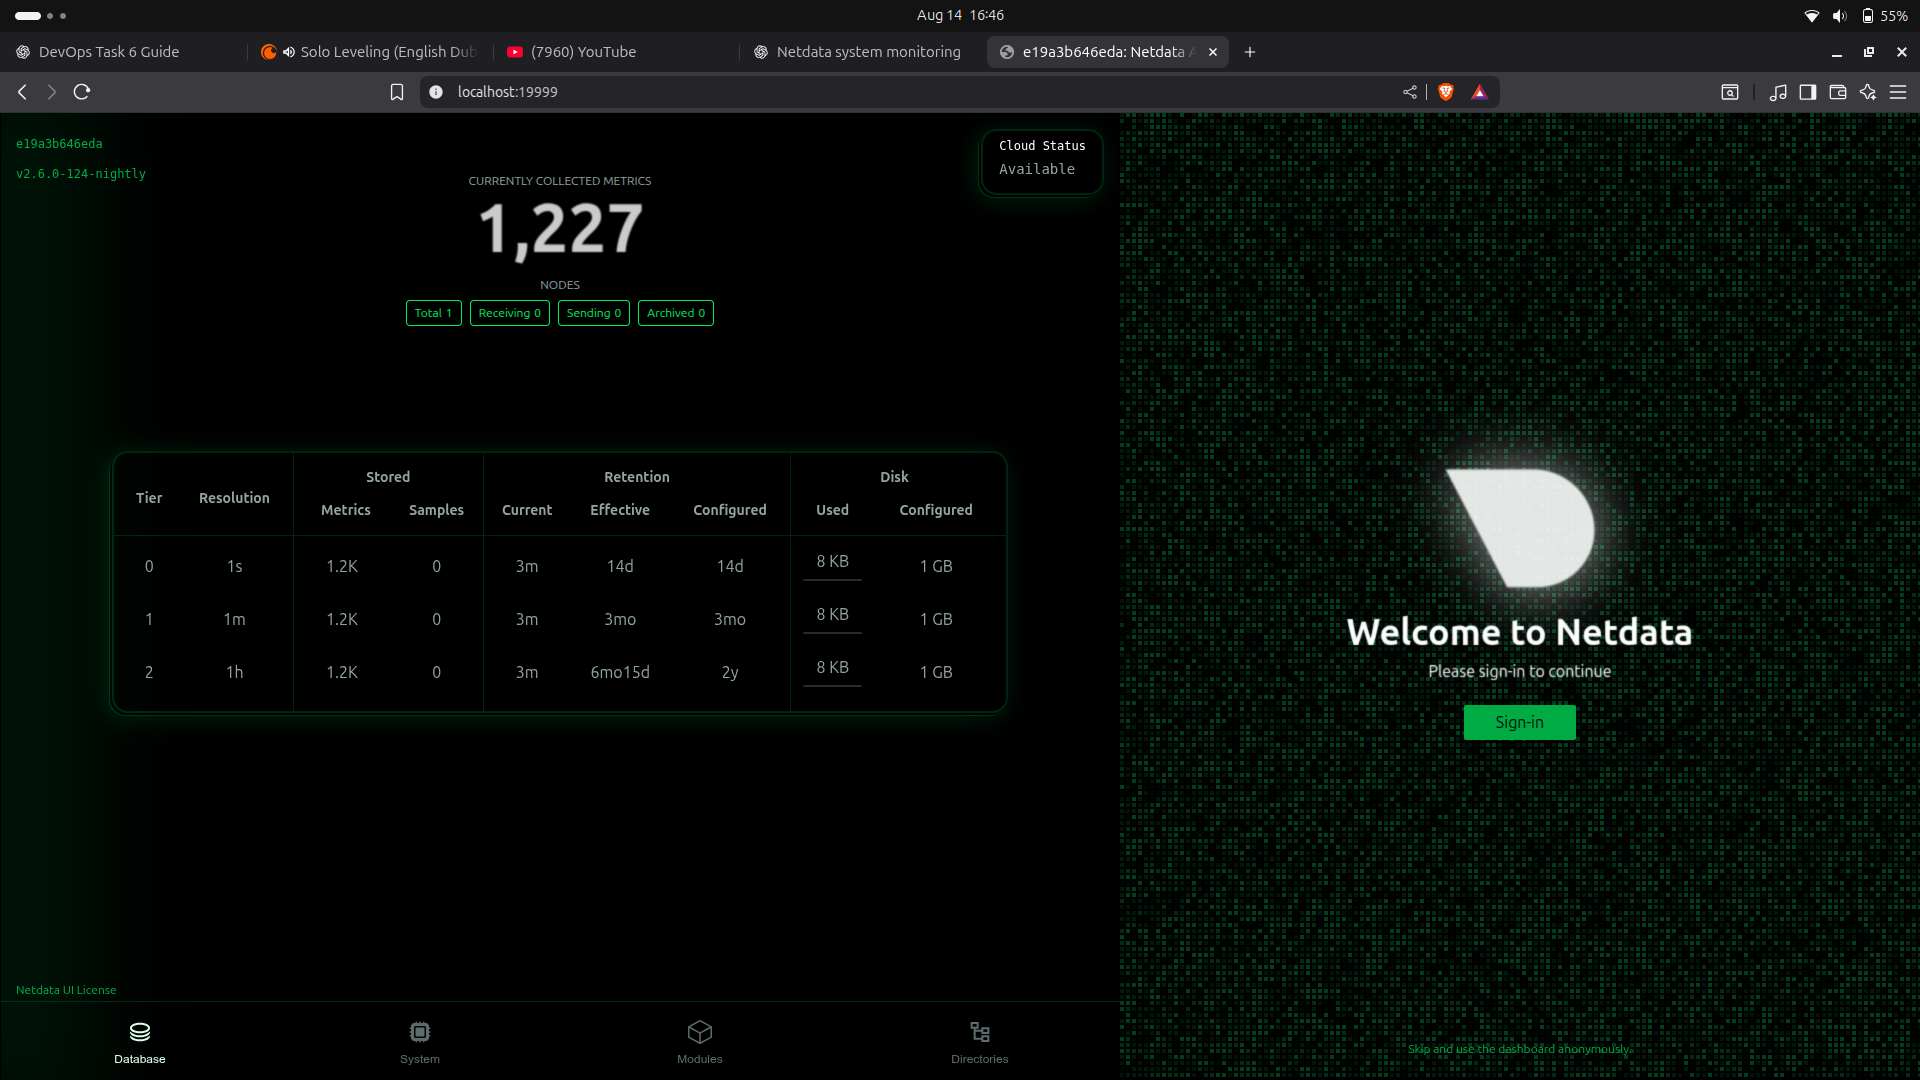 Aug 14 16:46
55%
DevOps Task 6 Guide
Solo Leveling (English Dub
(7960) YouTube
Netdata system monitoring
e19a3b646eda: Netdata A
localhost:19999
e19a3b646eda
v2.6.0-124-nightly
Cloud Status
Available
CURRENTLY COLLECTED METRICS
1,227
NODES
Total 1 Receiving 0 Sending 0 Archived 0
Stored Retention Disk
Tier Resolution Metrics Samples Current Effective Configured Used Configured
0 1s 1.2K 0 3m 14d 14d 8 KB 1 GB
1 1m 1.2K 0 3m 3mo 3mo 8 KB 1 GB
2 1h 1.2K 0 3m 6mo15d 2y 8 KB 1 GB
Welcome to Netdata
Please sign-in to continue
Sign-in
Netdata UI License
Database System Modules Directories
Skip and use the dashboard anonymously.